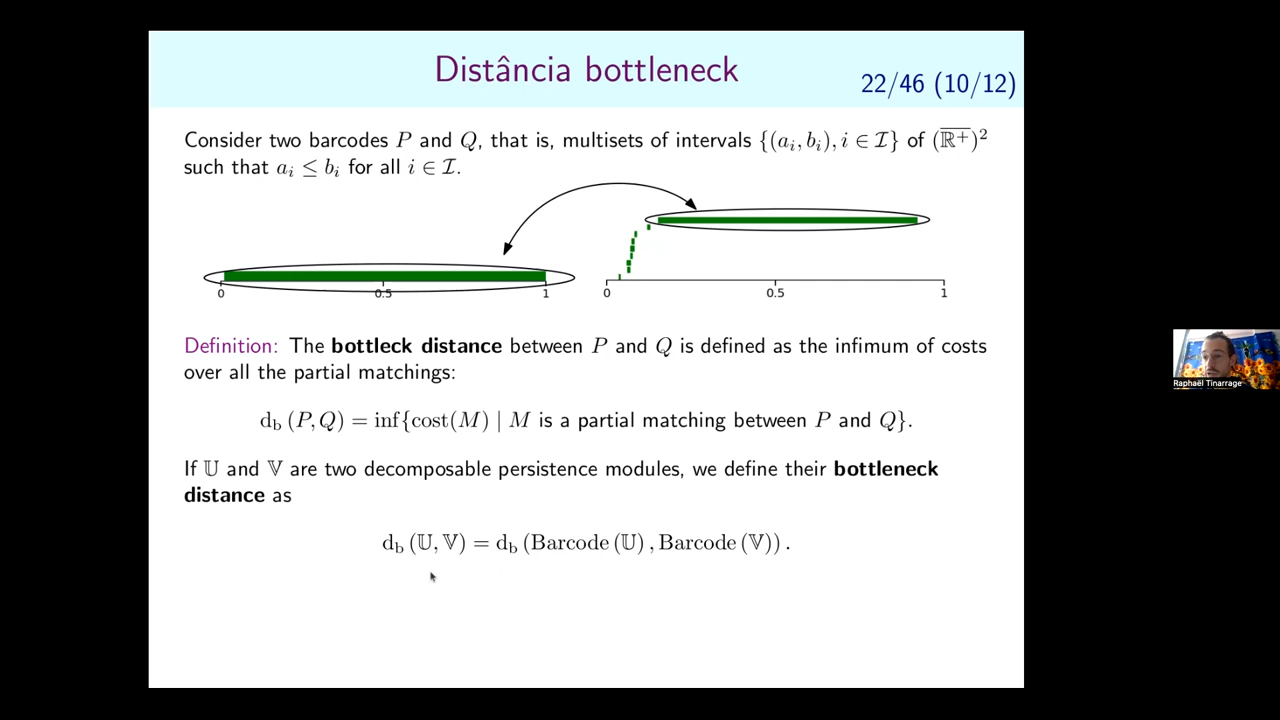 Distância bottleneck
22/46 (10/12)
Consider two barcodes P and Q, that is, multisets of intervals {(a_i, b_i), i ∈ \mathcal{I}} of (\overline{ℝ^+})^2
such that a_i ≤ b_i for all i ∈ \mathcal{I}.
0 0.5 1 0 0.5 1
Definition: The bottleck distance between P and Q is defined as the infimum of costs
over all the partial matchings:
d_b (P, Q) = inf{cost(M) | M is a partial matching between P and Q}.
If 𝕌 and 𝕍 are two decomposable persistence modules, we define their bottleneck
distance as
d_b (𝕌, 𝕍) = d_b (Barcode (𝕌) , Barcode (𝕍)) .
Raphaël Tinarrage